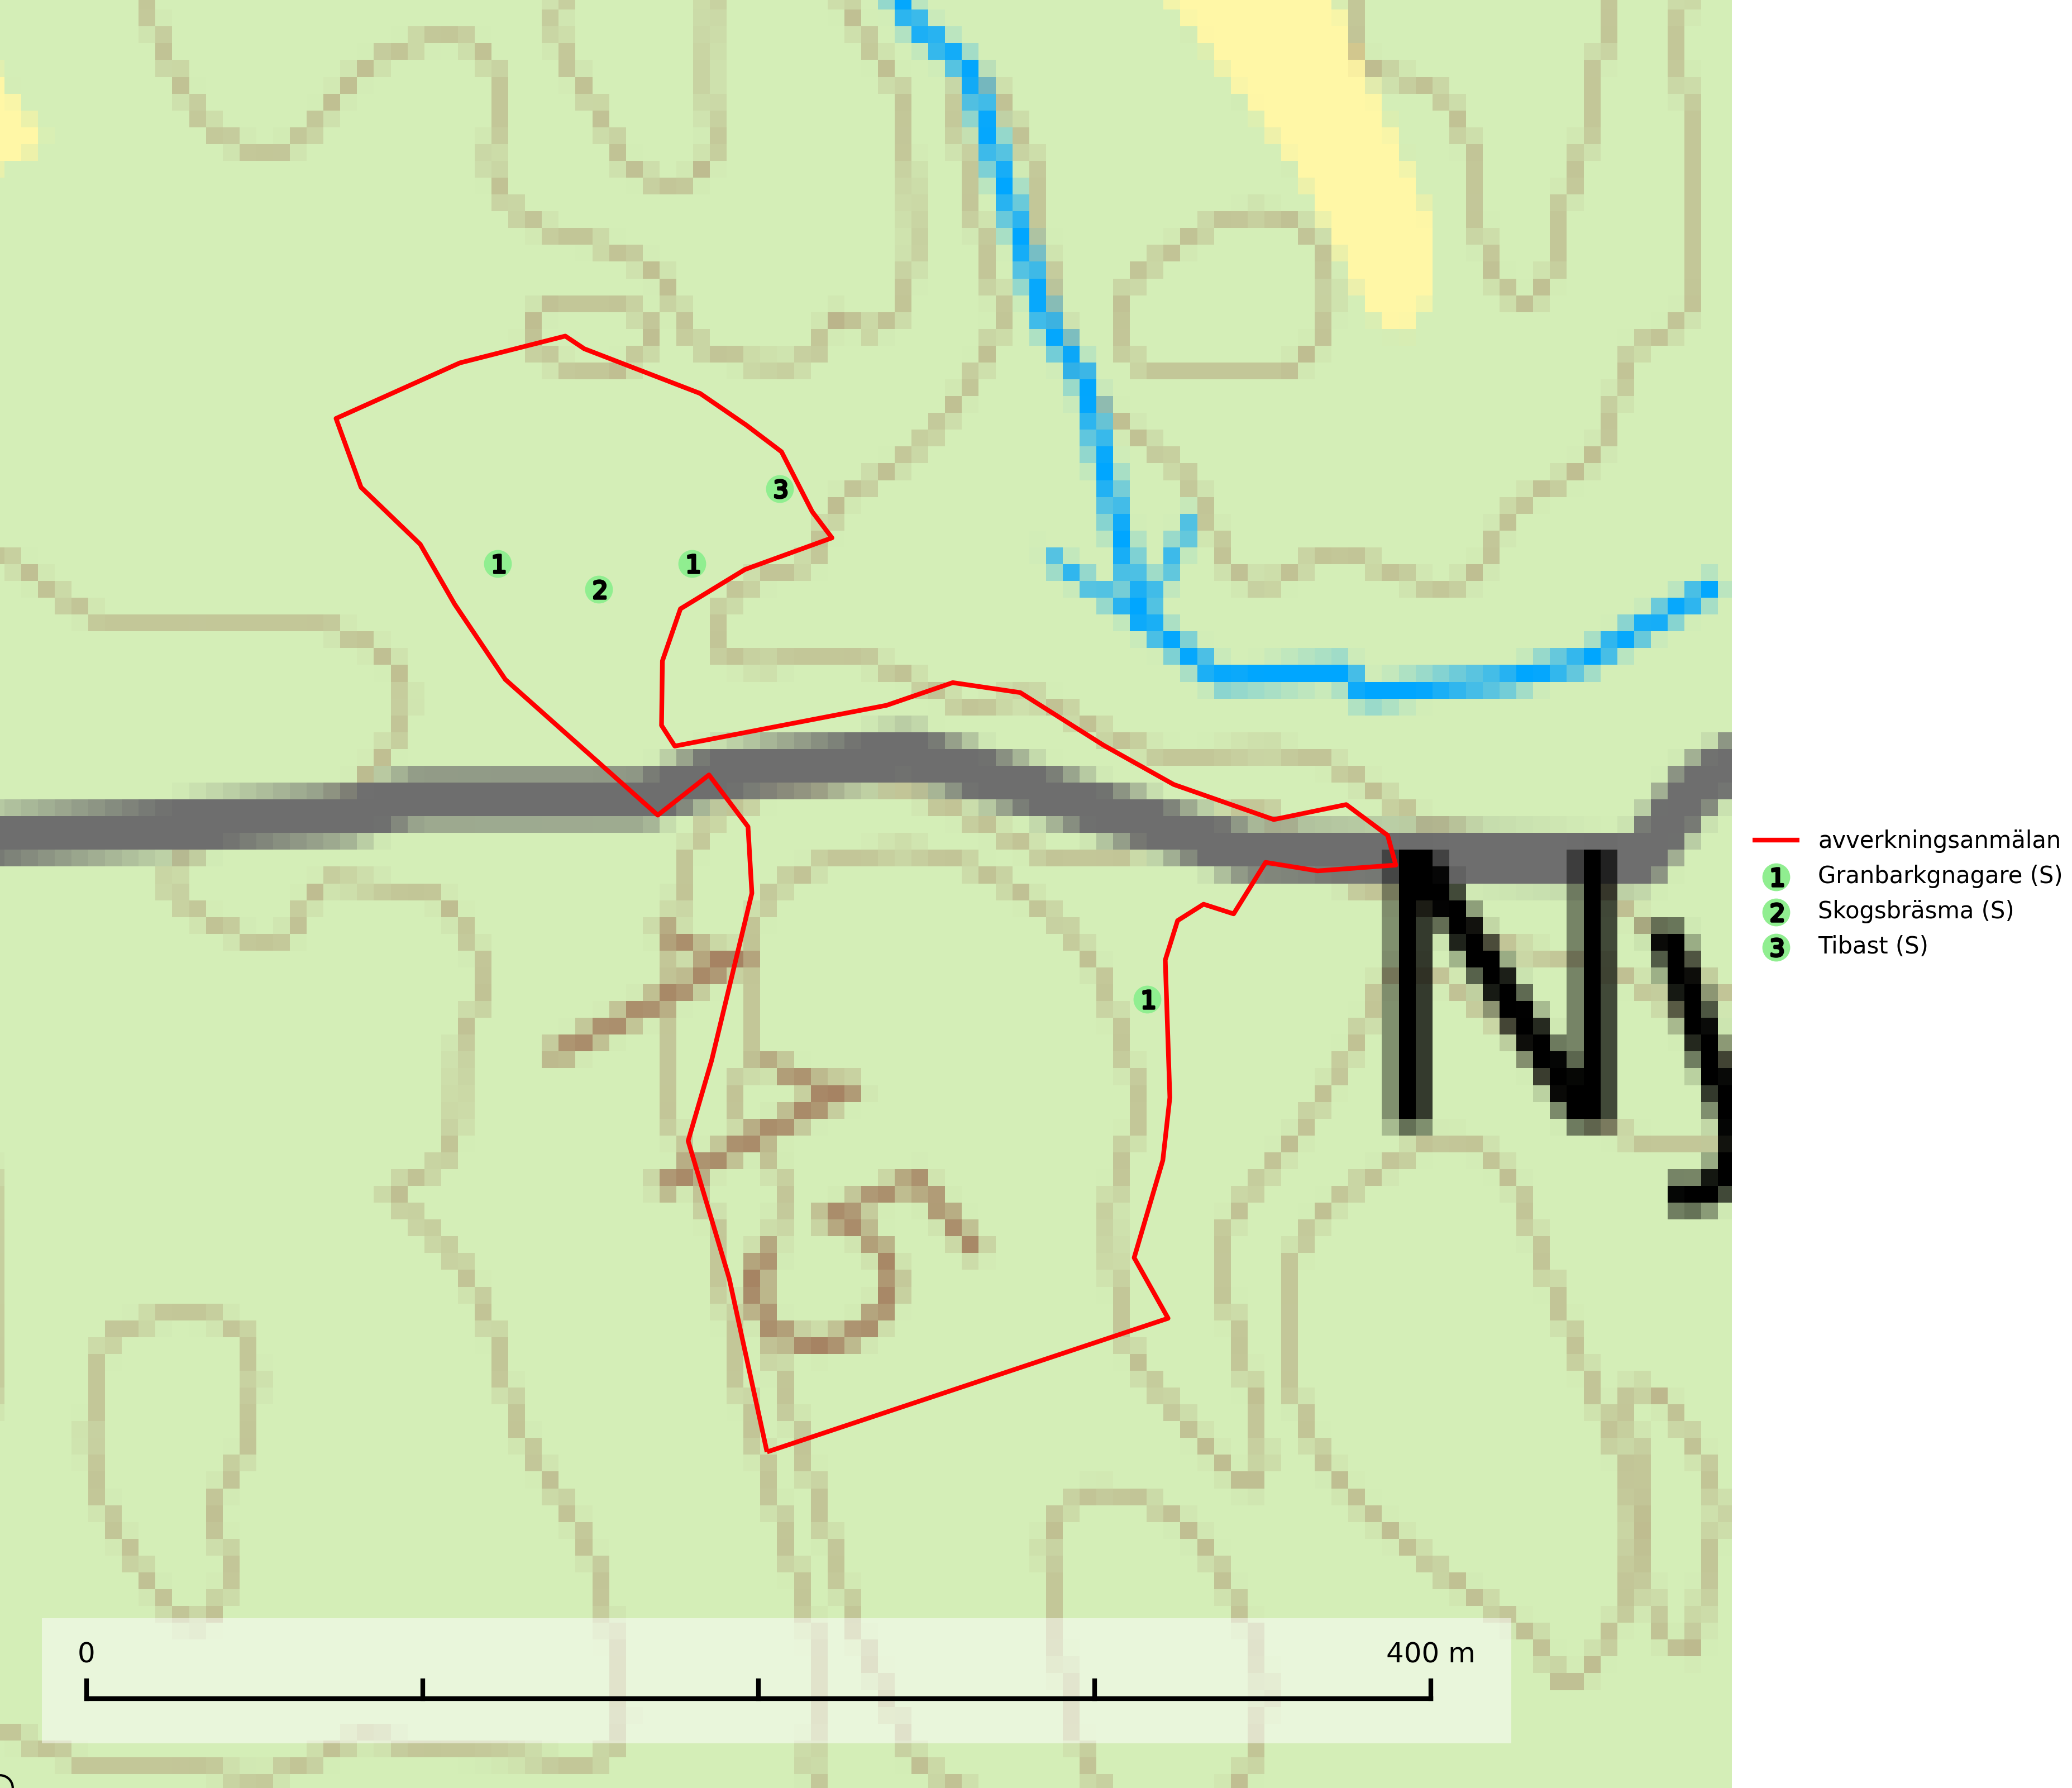 avverkningsanmälan
1 Granbarkgnagare (S)
2 Skogsbräsma (S)
3 Tibast (S)
3
1
1
2
1
N
0
400 m